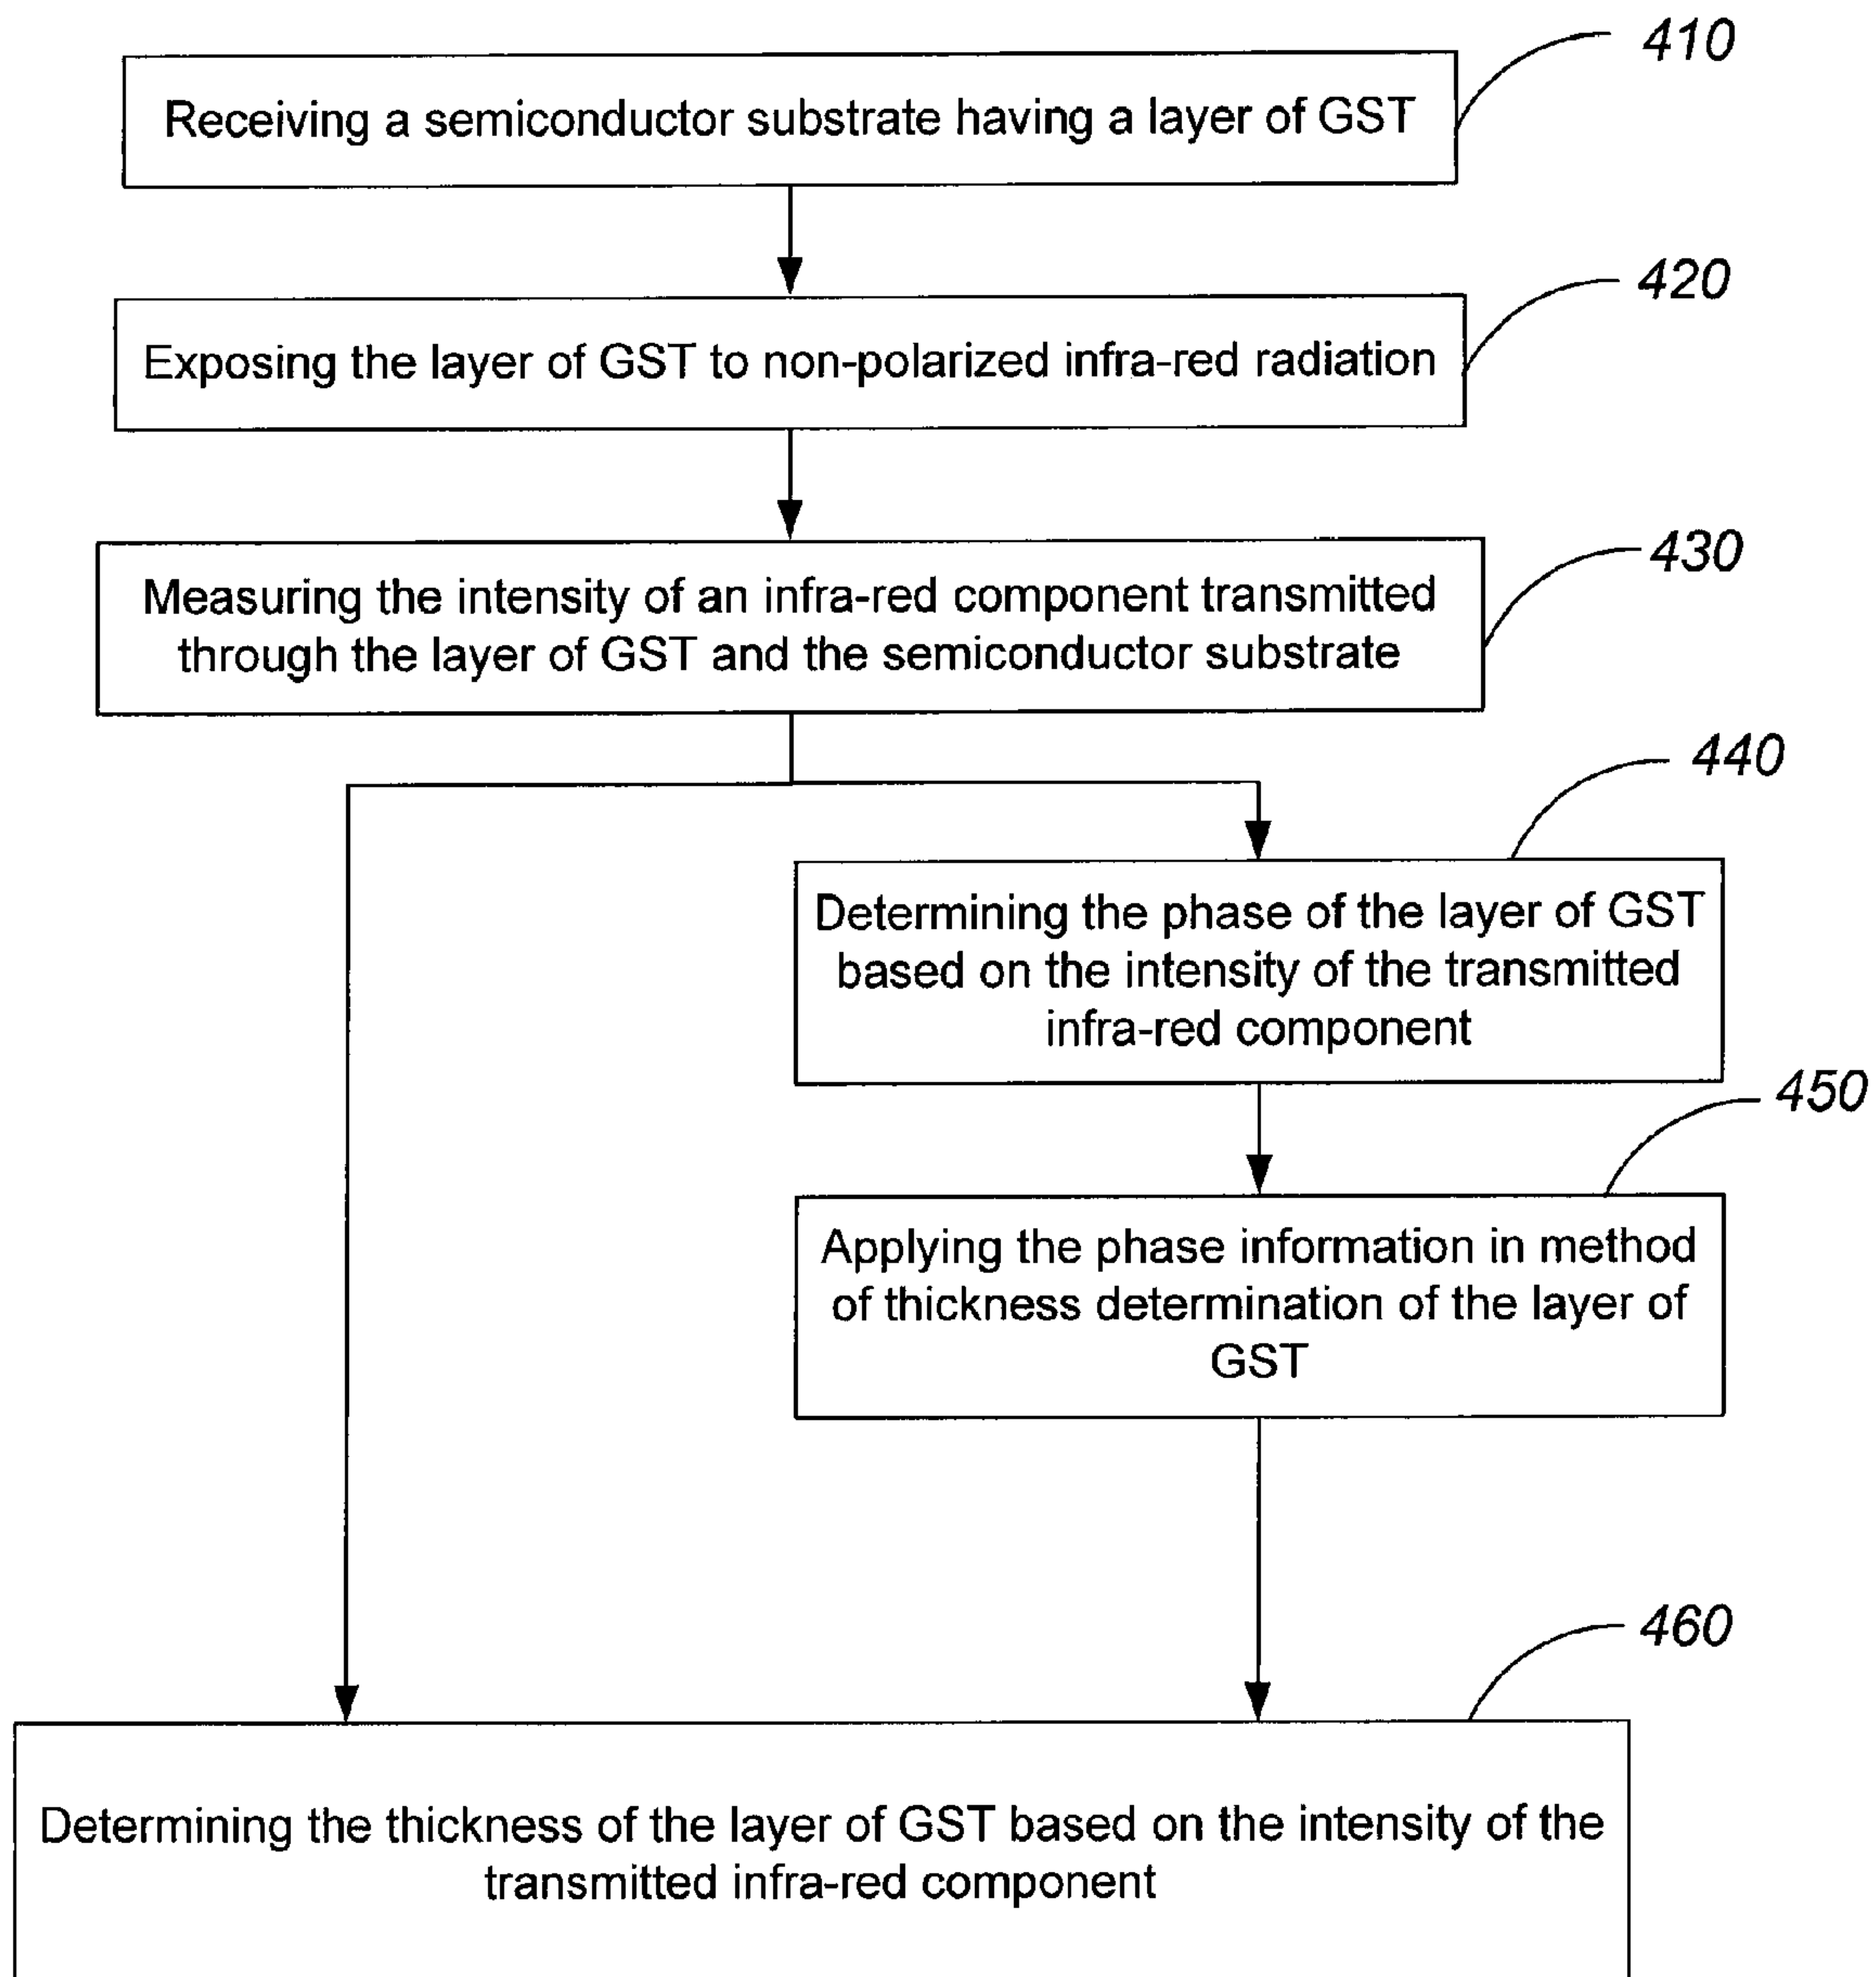 410
Receiving a semiconductor substrate having a layer of GST
420
Exposing the layer of GST to non-polarized infra-red radiation
430
Measuring the intensity of an infra-red component transmitted
through the layer of GST and the semiconductor substrate
440
Determining the phase of the layer of GST
based on the intensity of the transmitted
infra-red component
450
Applying the phase information in method
of thickness determination of the layer of
GST
460
Determining the thickness of the layer of GST based on the intensity of the
transmitted infra-red component